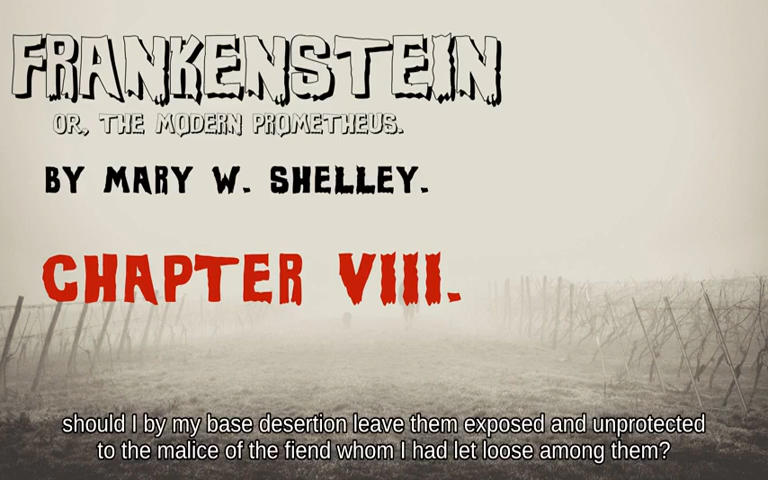 FRANKENSTEIN
OR, THE MODERN PROMETHEUS.
BY MARY W. SHELLEY.
CHAPTER VIII.
should I by my base desertion leave them exposed and unprotected
to the malice of the fiend whom I had let loose among them?